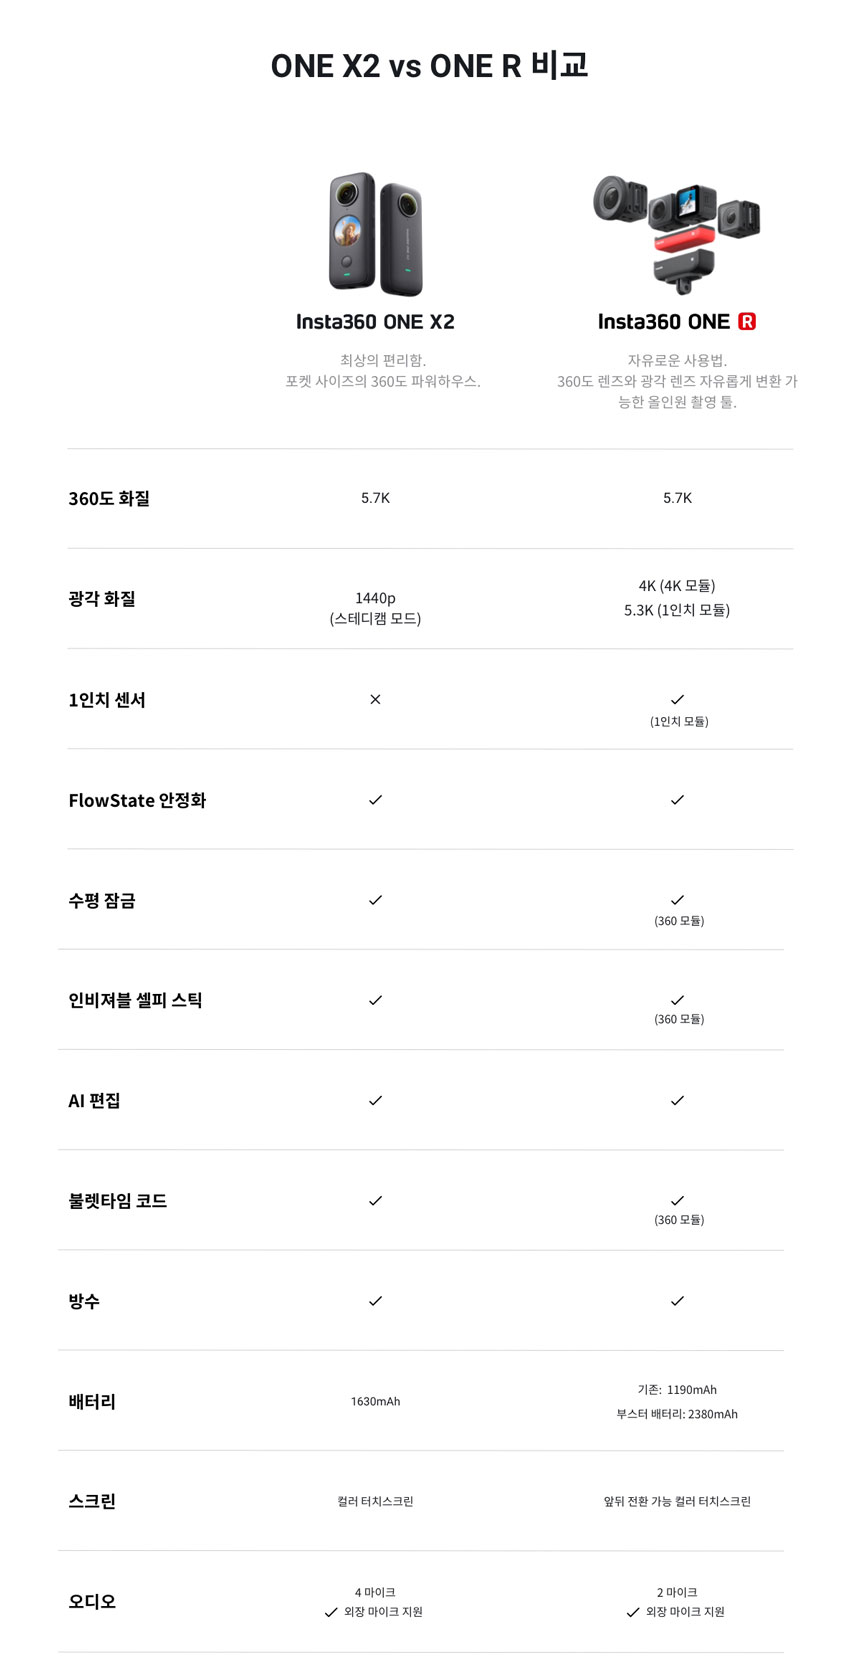 ONE X2 vs ONE R 비교
Insta360 ONE X2
Insta360 ONE R
최상의 편리함.
포켓 사이즈의 360도 파워하우스.
자유로운 사용법.
360도 렌즈와 광각 렌즈 자유롭게 변환 가
능한 올인원 촬영 툴.
360도 화질
5.7K
5.7K
광각 화질
1440p
(스테디캠 모드)
4K (4K 모듈)
5.3K (1인치 모듈)
1인치 센서
(1인치 모듈)
FlowState 안정화
수평 잠금
(360 모듈)
인비져블 셀피 스틱
(360 모듈)
AI 편집
불렛타임 코드
(360 모듈)
방수
배터리
1630mAh
기존: 1190mAh
부스터 배터리: 2380mAh
스크린
컬러 터치스크린
앞뒤 전환 가능 컬러 터치스크린
오디오
4 마이크
외장 마이크 지원
2 마이크
외장 마이크 지원